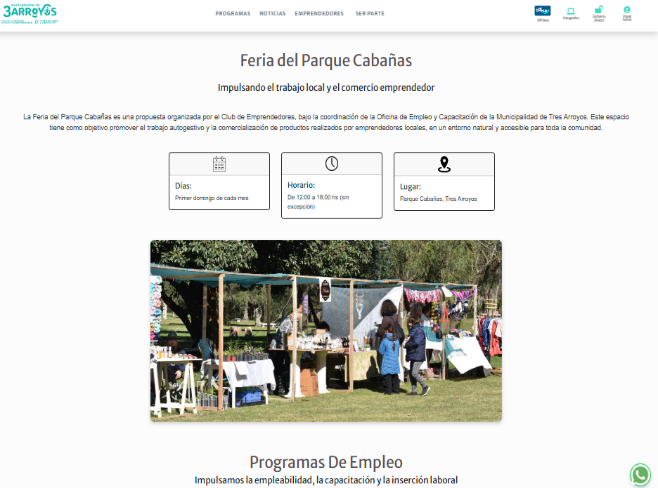 3ARROYOS
PROGRAMAS NOTICIAS EMPRENDEDORES SER PARTE
Feria del Parque Cabañas
Impulsando el trabajo local y el comercio emprendedor
La Feria del Parque Cabañas es una propuesta organizada por el Club de Emprendedores, bajo la coordinación de la Oficina de Empleo y Capacitación de la Municipalidad de Tres Arroyos. Este espacio
tiene como objetivo promover el trabajo autogestivo y la comercialización de productos realizados por emprendedores locales, en un entorno natural y accesible para toda la comunidad.
Días:
Primer domingo de cada mes
Horario:
De 12:00 a 18:00 hs (sin
excepción)
Lugar:
Parque Cabañas, Tres Arroyos
Programas De Empleo
Impulsamos la empleabilidad, la capacitación y la inserción laboral